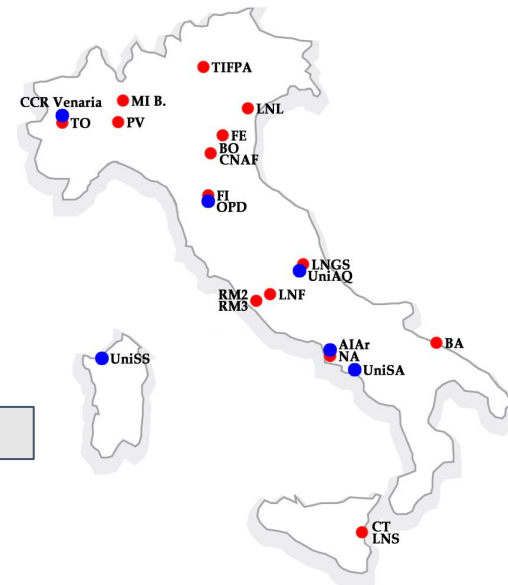 TIFPA
MI B.
CCR Venaria
TO
PV
LNL
FE
BO
CNAF
FI
OPD
LNGS
UniAQ
LNF
RM2
RM3
AIAr
NA
BA
UniSS
UniSA
CT
LNS